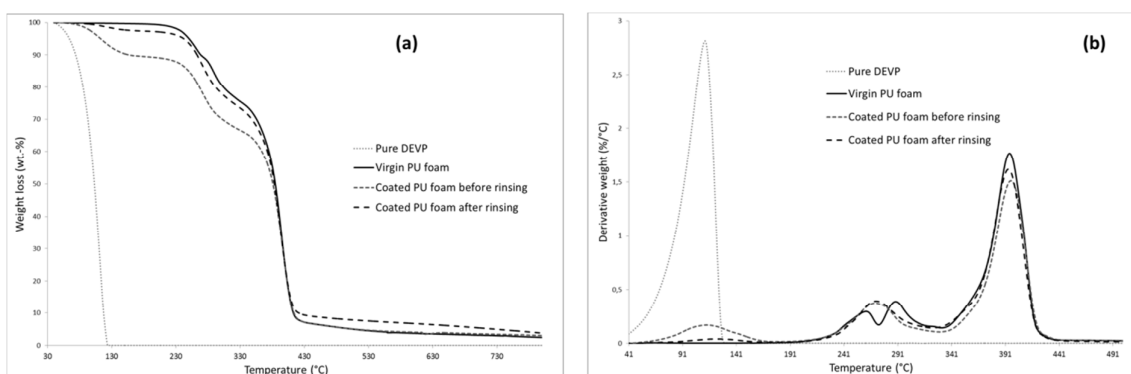 (a)
Weight loss (wt.-%)
100
90
80
70
60
50
40
30
20
10
0
30
130
230
330
430
530
630
730
Temperature (°C)
Pure DEVP
Virgin PU foam
Coated PU foam before rinsing
Coated PU foam after rinsing
(b)
Derivative weight (%/°C)
3
2,5
2
1,5
1
0,5
0
41
91
141
191
241
291
341
391
441
491
Temperature (°C)
Pure DEVP
Virgin PU foam
Coated PU foam before rinsing
Coated PU foam after rinsing